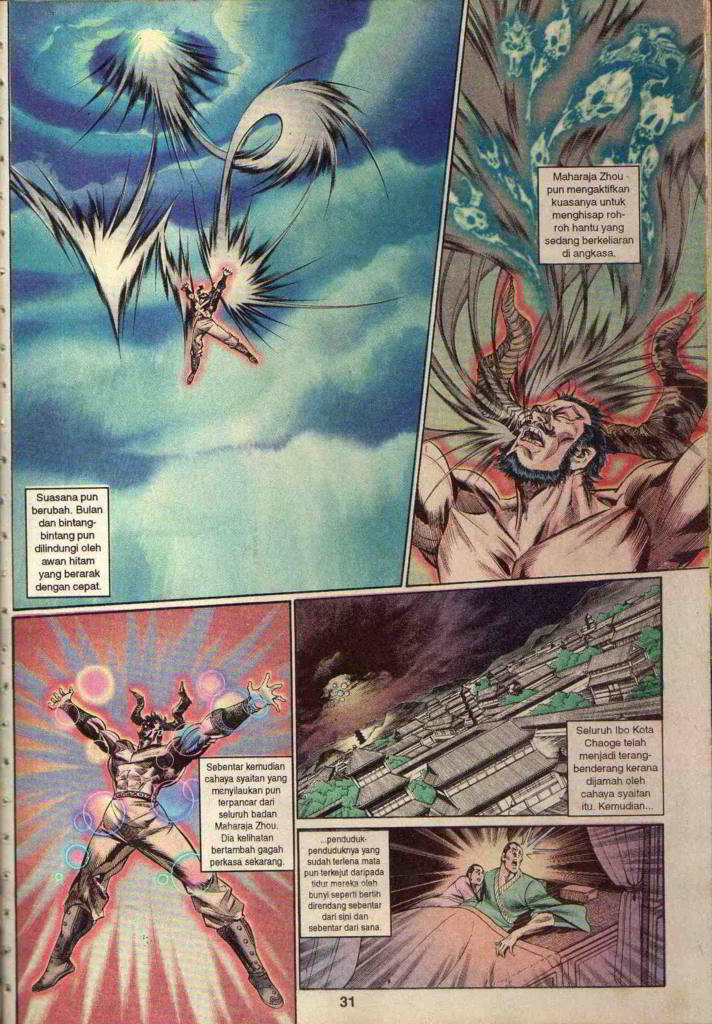 Maharaja Zhou
pun mengaktifkan
kuasanya untuk
menghisap roh-
roh hantu yang
sedang berkeliaran
di angkasa.
Suasana pun
berubah. Bulan
dan bintang-
bintang pun
dilindungi oleh
awan hitam
yang berarak
dengan cepat.
Sebentar kemudian
cahaya syaitan yang
menyilaukan pun
terpancar dari
seluruh badan
Maharaja Zhou.
Dia kelihatan
bertambah gagah
perkasa sekarang.
Seluruh Ibo Kota
Chaoge telah
menjadi terang-
benderang kerana
dijamah oleh
cahaya syaitan
itu. Kemudian...
...penduduk-
penduduknya yang
sudah terlena mata
pun terkejut daripada
tidur mereka oleh
bunyi seperti bertih
direndang sebentar
dari sini dan
sebentar dari sana.
31